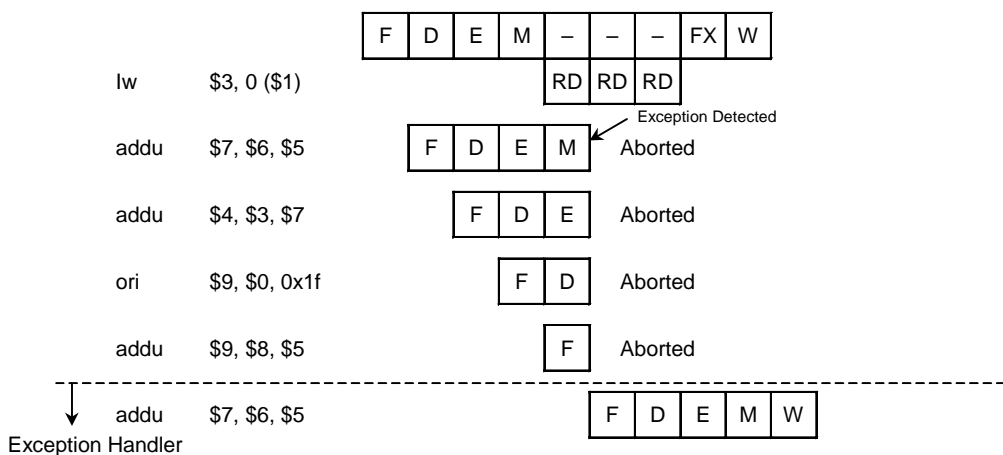 F D E M – – – FX W
lw $3, 0 ($1) RD RD RD
Exception Detected
addu $7, $6, $5 F D E M Aborted
addu $4, $3, $7 F D E Aborted
ori $9, $0, 0x1f F D Aborted
addu $9, $8, $5 F Aborted
addu $7, $6, $5 F D E M W
Exception Handler